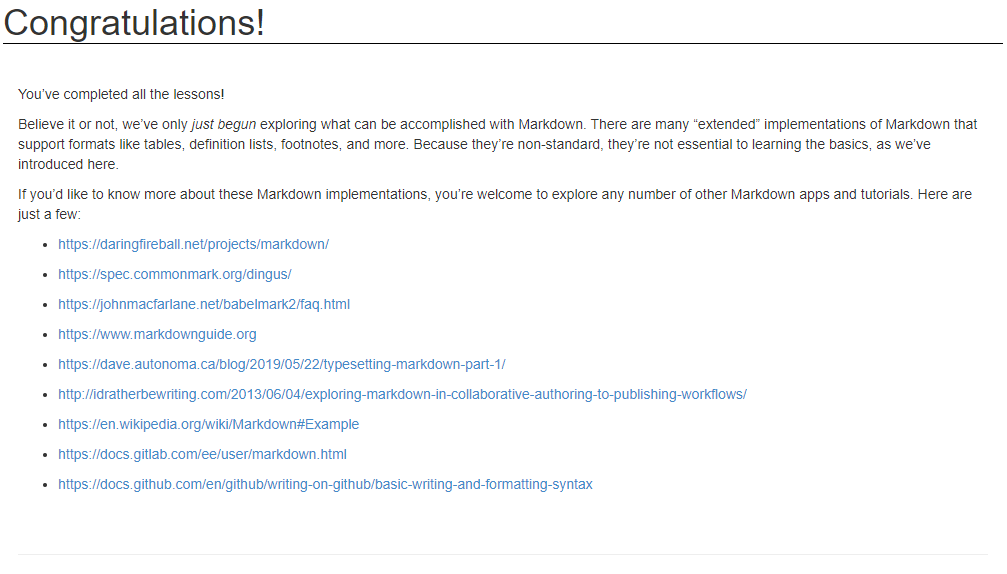 Congratulations!
You’ve completed all the lessons!
Believe it or not, we’ve only just begun exploring what can be accomplished with Markdown. There are many “extended” implementations of Markdown that
support formats like tables, definition lists, footnotes, and more. Because they’re non-standard, they’re not essential to learning the basics, as we’ve
introduced here.
If you’d like to know more about these Markdown implementations, you’re welcome to explore any number of other Markdown apps and tutorials. Here are
just a few:
• https://daringfireball.net/projects/markdown/
• https://spec.commonmark.org/dingus/
• https://johnmacfarlane.net/babelmark2/faq.html
• https://www.markdownguide.org
• https://dave.autonoma.ca/blog/2019/05/22/typesetting-markdown-part-1/
• http://idratherbewriting.com/2013/06/04/exploring-markdown-in-collaborative-authoring-to-publishing-workflows/
• https://en.wikipedia.org/wiki/Markdown#Example
• https://docs.gitlab.com/ee/user/markdown.html
• https://docs.github.com/en/github/writing-on-github/basic-writing-and-formatting-syntax